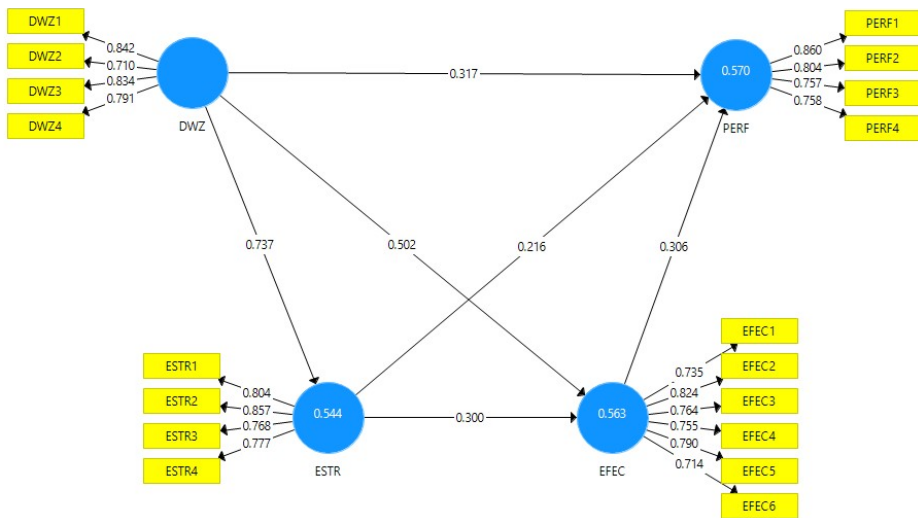 DWZ1
DWZ2
DWZ3
DWZ4
0.842
0.710
0.834
0.791
DWZ
0.317
0.570
PERF
0.860
0.804
0.757
0.758
PERF1
PERF2
PERF3
PERF4
0.737
0.502
0.216
0.306
ESTR1
ESTR2
ESTR3
ESTR4
0.804
0.857
0.768
0.777
0.544
ESTR
0.300
0.563
EFEC
0.735
0.824
0.764
0.755
0.790
0.714
EFEC1
EFEC2
EFEC3
EFEC4
EFEC5
EFEC6